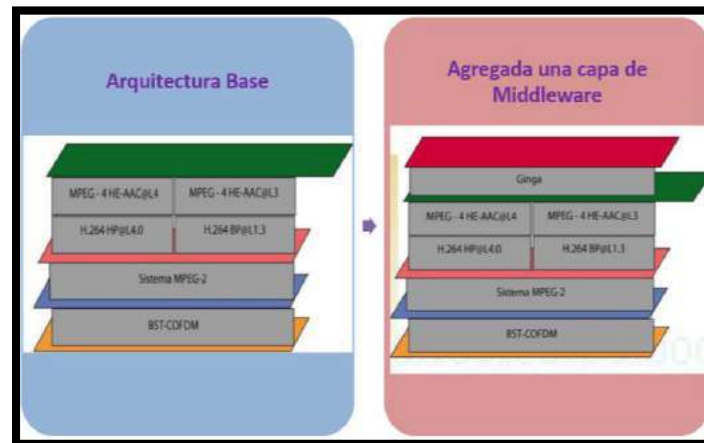 Arquitectura Base
MPEG - 4 HE-AAC@L4
MPEG - 4 HE-AAC@L3
H.264 HP@L4.0
H.264 BP@L1.3
Sistema MPEG-2
BST-COFDM
Agregada una capa de
Middleware
Ginga
MPEG - 4 HE-AAC@L4
MPEG - 4 HE-AAC@L3
H.264 HP@L4.0
H.264 BP@L1.3
Sistema MPEG-2
BST-COFDM